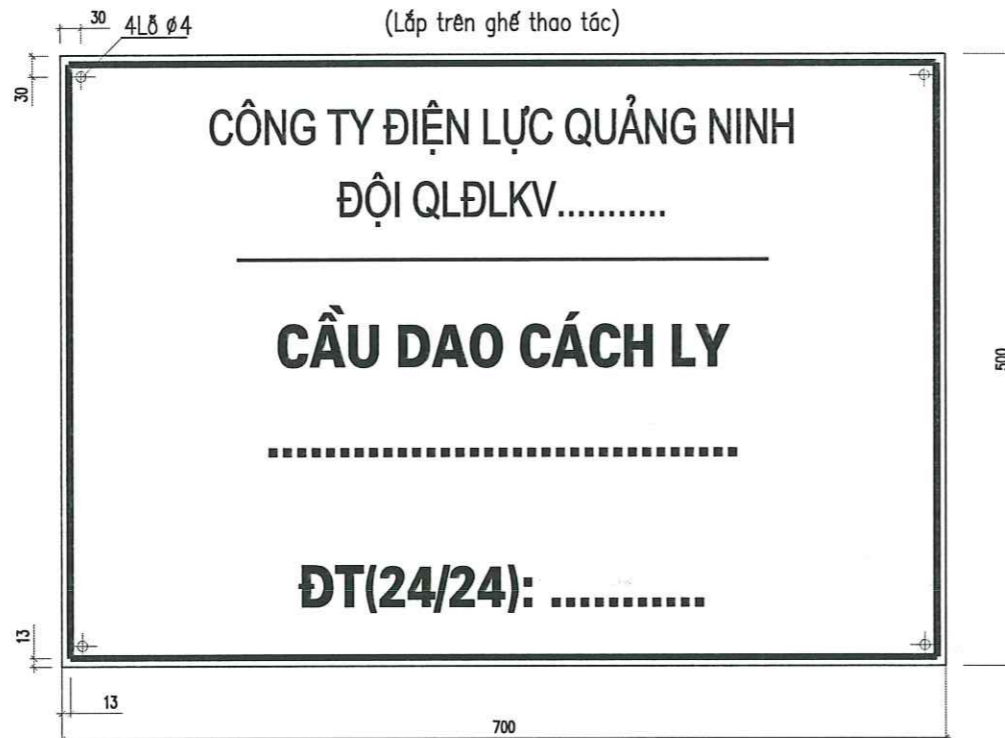 (Lắp trên ghế thao tác)
30
4Lỗ ø4
30
CÔNG TY ĐIỆN LỰC QUẢNG NINH
ĐỘI QLĐLKV...........
CẦU DAO CÁCH LY
.................................
ĐT(24/24): ...........
500
13
13
700